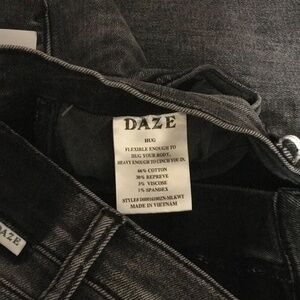 DAZE
HUG
FLEXIBLE ENOUGH TO
HUG YOUR BODY.
HEAVY ENOUGH TO CINCH YOU IN.
66% COTTON
30% REPREVE
3% VISCOSE
1% SPANDEX
MADE IN VIETNAM
DAZE